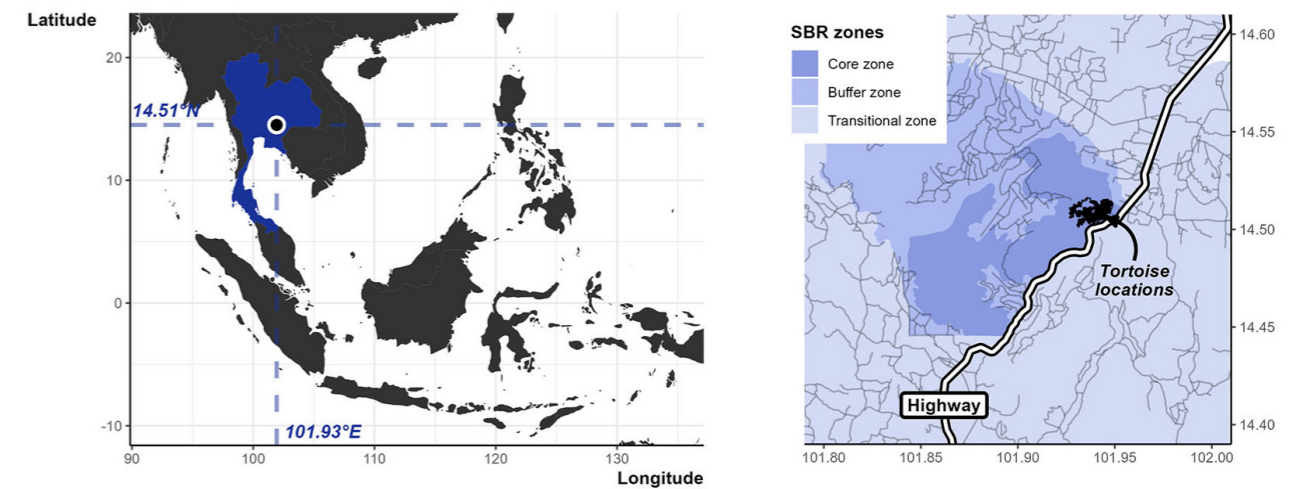 Latitude
20
10
0
-10
14.51°N
101.93°E
90
100
110
120
130
Longitude
SBR zones
Core zone
Buffer zone
Transitional zone
Tortoise
locations
Highway
14.60
14.55
14.50
14.45
14.40
101.80
101.85
101.90
101.95
102.00